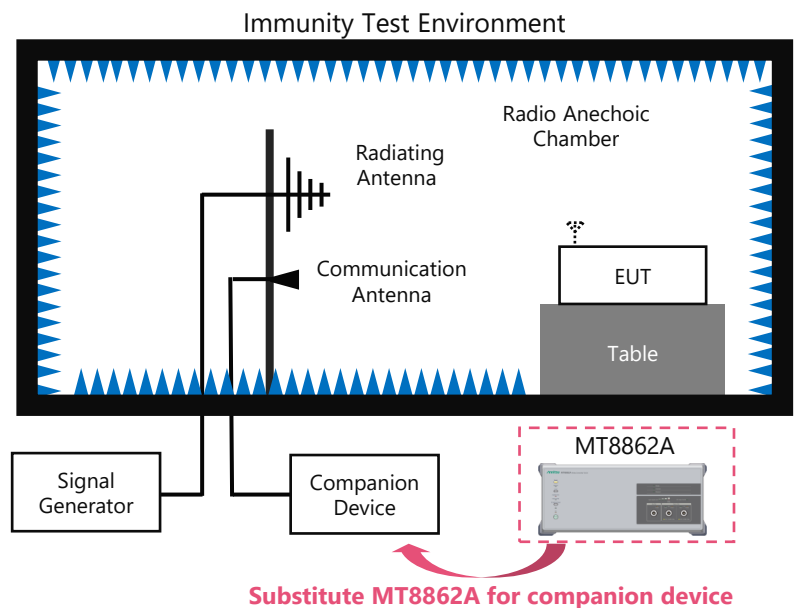 Immunity Test Environment
Radio Anechoic
Chamber
Radiating
Antenna
Communication
Antenna
EUT
Table
Signal
Generator
Companion
Device
MT8862A
Substitute MT8862A for companion device